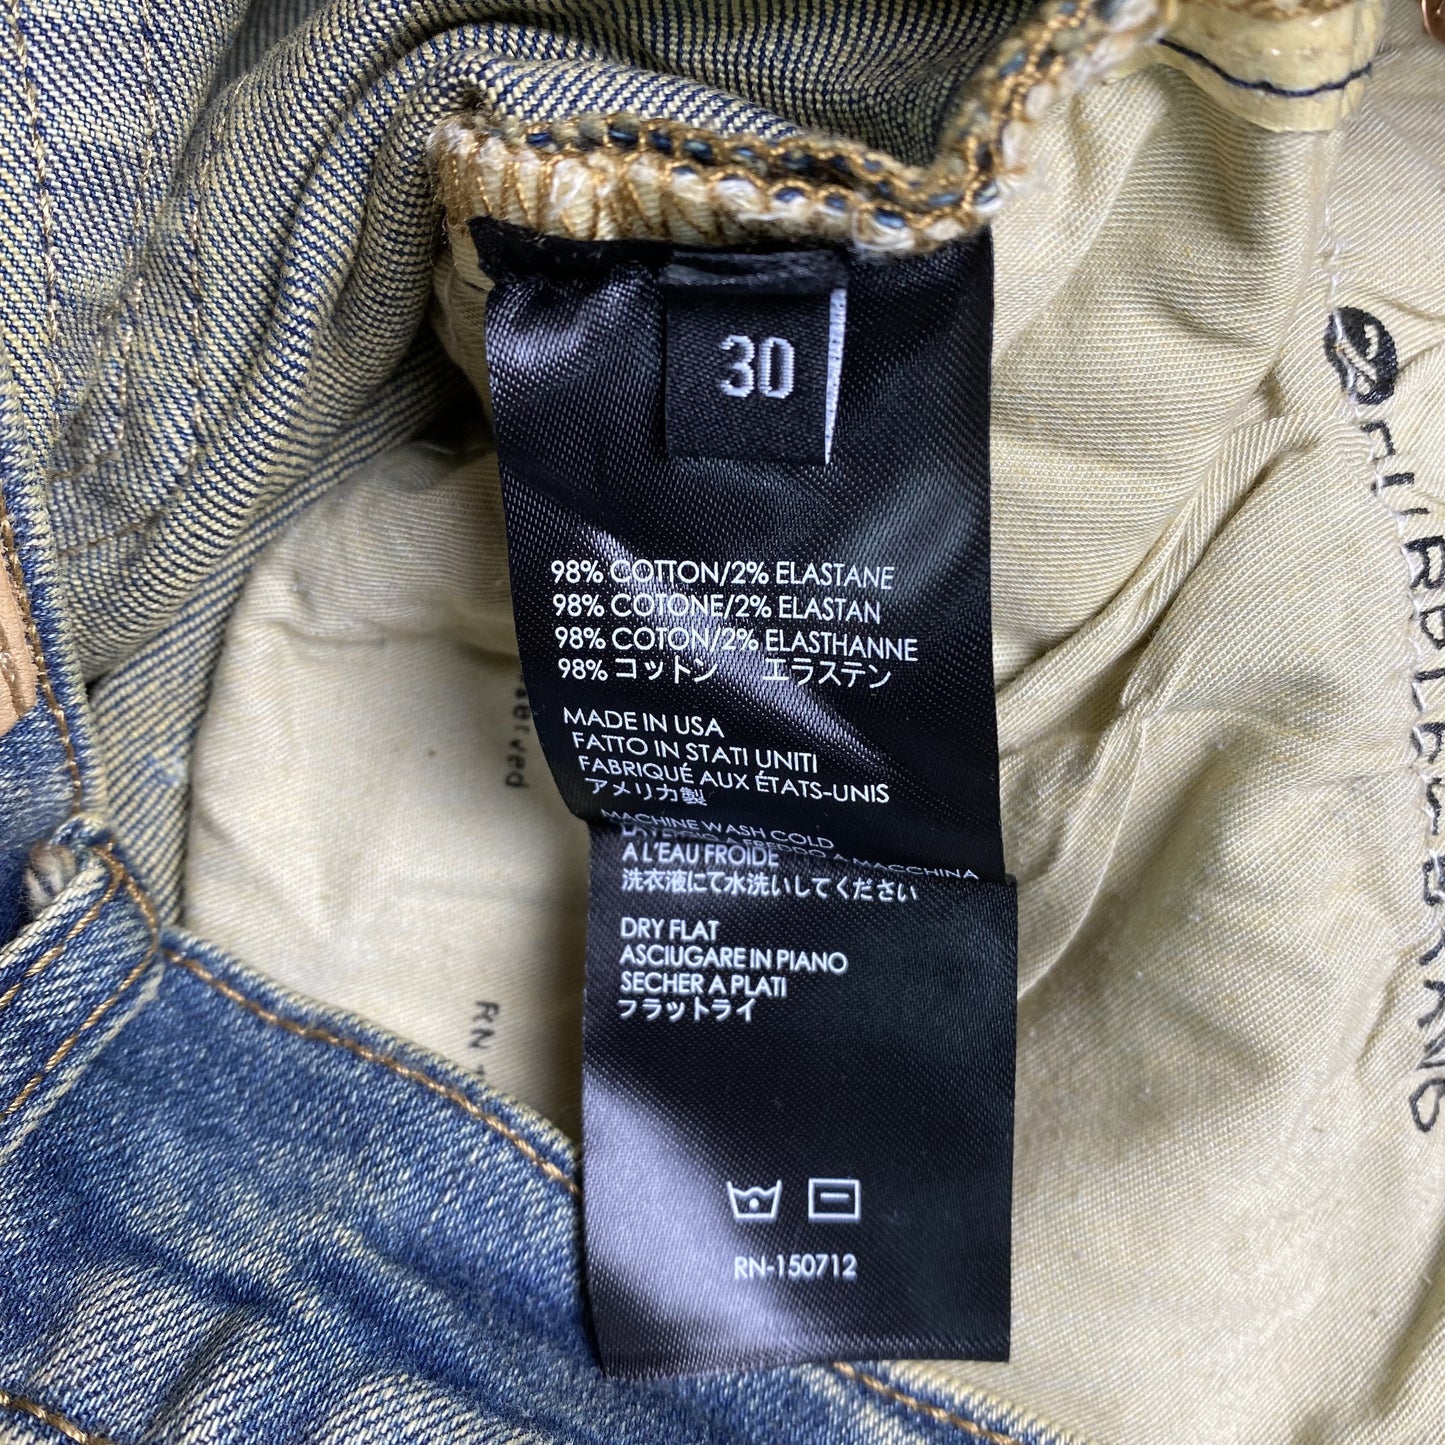 30
98% COTTON/2% ELASTANE
98% COTONE/2% ELASTAN
98% COTON/2% ELASTHANNE
98% コットン エラステン
MADE IN USA
FATTO IN STATI UNITI
FABRIQUÉ AUX ÉTATS-UNIS
アメリカ製
MACHINE WASH COLD
FREDDO A MACCHINA
A L'EAU FROIDE
洗衣液にて水洗いしてください
DRY FLAT
ASCIUGARE IN PIANO
SECHER A PLATI
フラットライ
RN-150712
RN